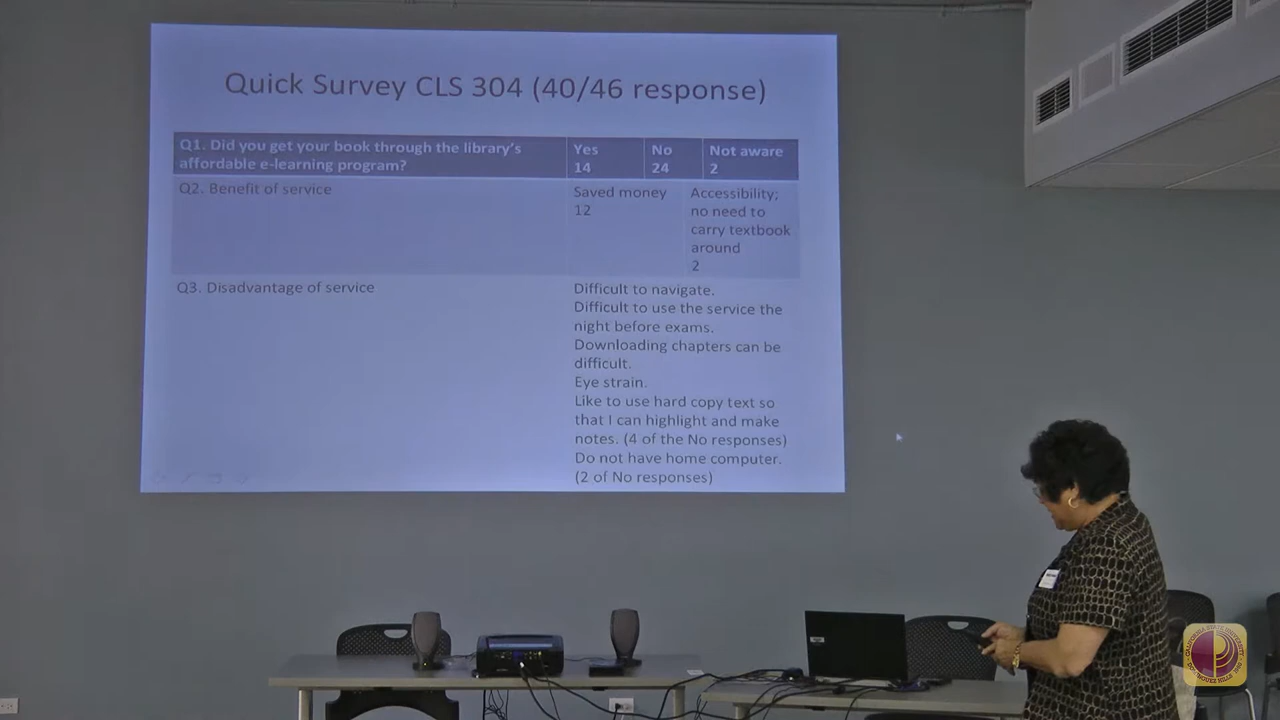 Quick Survey CLS 304 (40/46 response)
Q1. Did you get your book through the library's
affordable e-learning program?
Yes
14
No
24
Not aware
2
Q2. Benefit of service
Saved money
12
Accessibility;
no need to
carry textbook
around
2
Q3. Disadvantage of service
Difficult to navigate.
Difficult to use the service the
night before exams.
Downloading chapters can be
difficult.
Eye strain.
Like to use hard copy text so
that I can highlight and make
notes. (4 of the No responses)
Do not have home computer.
(2 of No responses)